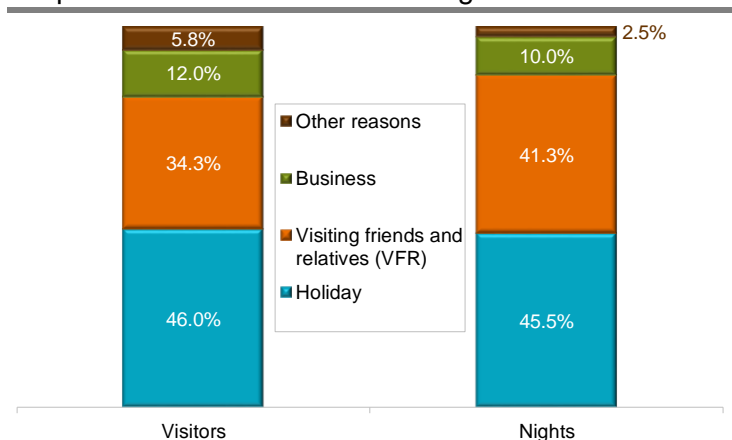 5.8%
12.0%
34.3%
46.0%
2.5%
10.0%
41.3%
45.5%
Other reasons
Business
Visiting friends and
relatives (VFR)
Holiday
Visitors
Nights